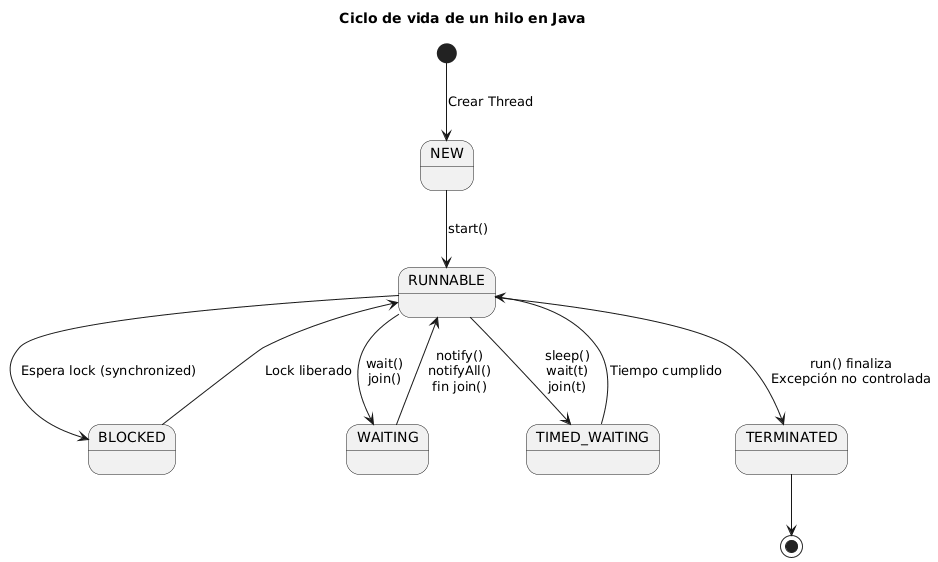 Ciclo de vida de un hilo en Java
Crear Thread
NEW
start()
RUNNABLE
Espera lock (synchronized)
Lock liberado
wait()
join()
notify()
notifyAll()
fin join()
sleep()
wait(t)
join(t)
Tiempo cumplido
run() finaliza
Excepción no controlada
BLOCKED
WAITING
TIMED_WAITING
TERMINATED